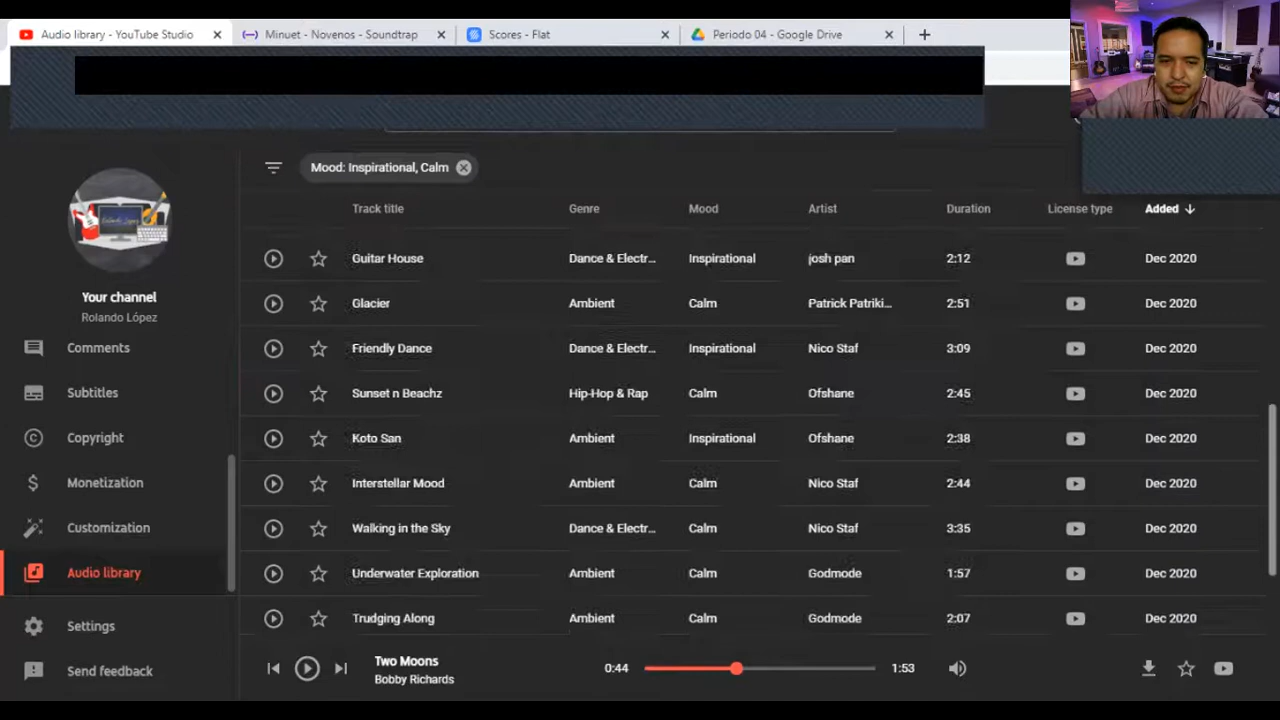 Audio library - YouTube Studio
Minuet - Novenos - Soundtrap
Scores - Flat
Periodo 04 - Google Drive
Mood: Inspirational, Calm
Your channel
Rolando López
Comments
Subtitles
Copyright
Monetization
Customization
Audio library
Settings
Send feedback
Track title Genre Mood Artist Duration License type Added
Guitar House Dance & Electr... Inspirational josh pan 2:12 Dec 2020
Glacier Ambient Calm Patrick Patriki... 2:51 Dec 2020
Friendly Dance Dance & Electr... Inspirational Nico Staf 3:09 Dec 2020
Sunset n Beachz Hip-Hop & Rap Calm Ofshane 2:45 Dec 2020
Koto San Ambient Inspirational Ofshane 2:38 Dec 2020
Interstellar Mood Ambient Calm Nico Staf 2:44 Dec 2020
Walking in the Sky Dance & Electr... Calm Nico Staf 3:35 Dec 2020
Underwater Exploration Ambient Calm Godmode 1:57 Dec 2020
Trudging Along Ambient Calm Godmode 2:07 Dec 2020
Two Moons
Bobby Richards
0:44 1:53